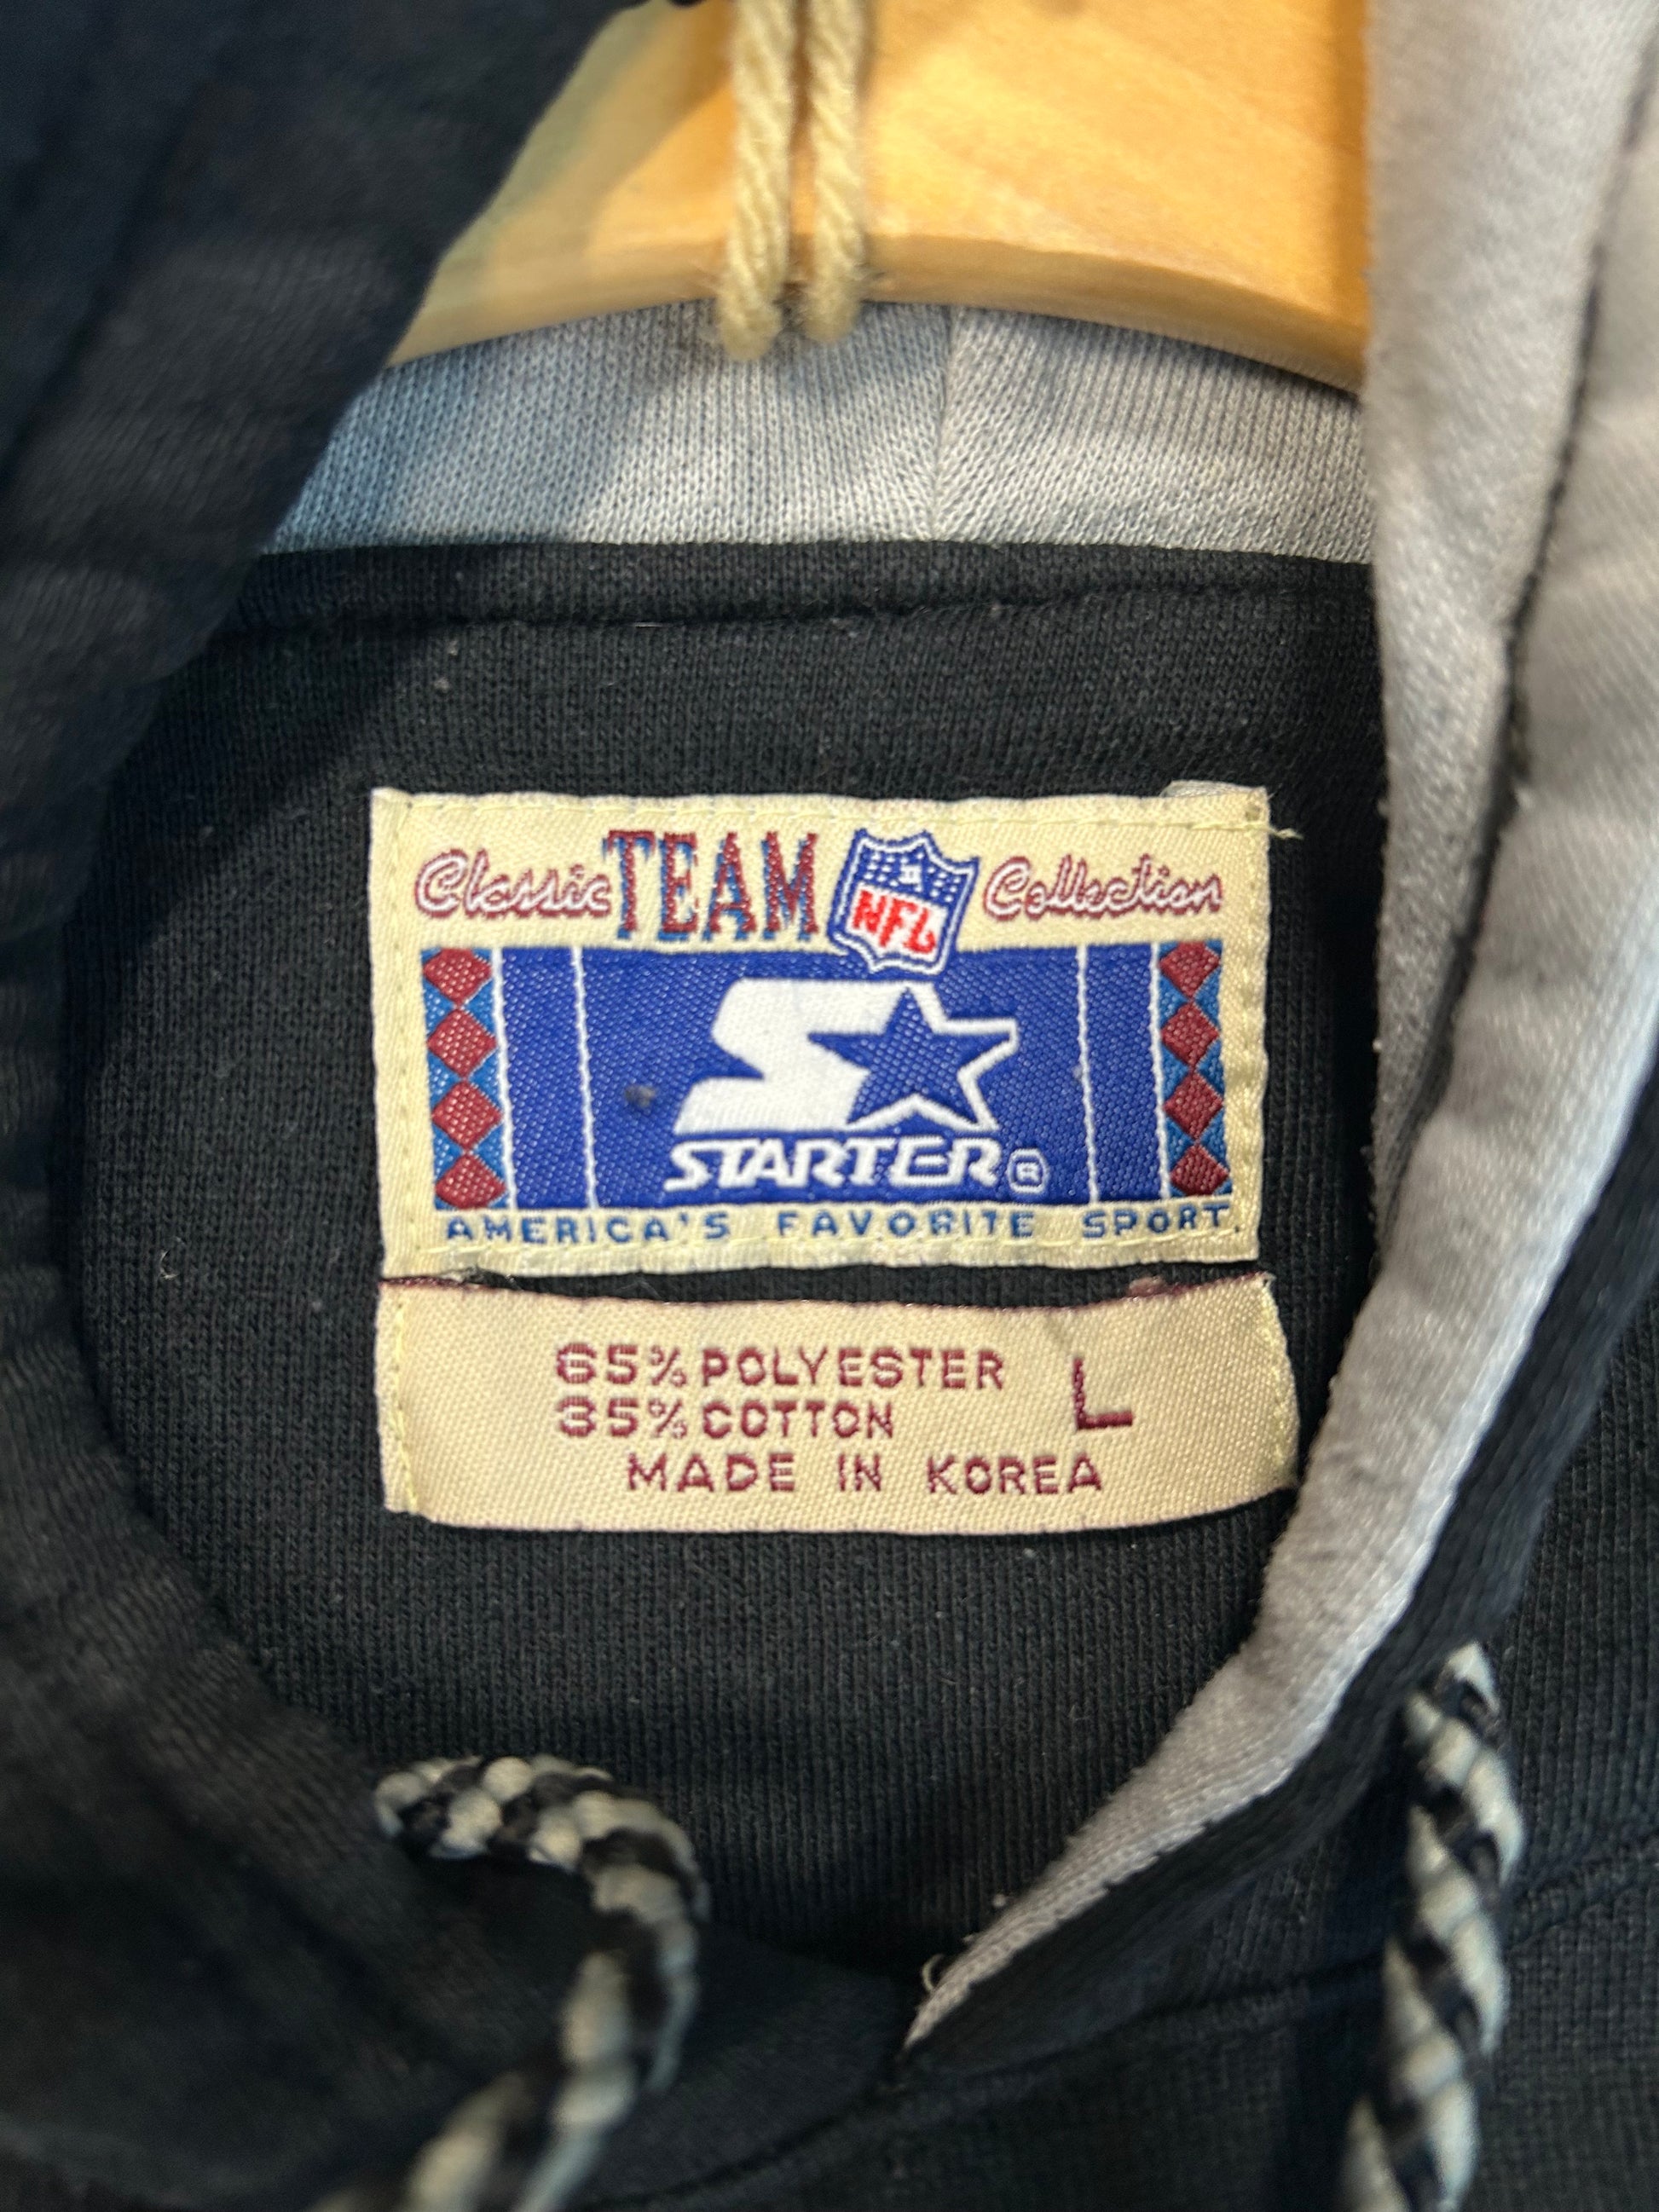 Classic TEAM NFL Collection
STARTER®
AMERICA'S FAVORITE SPORT.
65% POLYESTER L
35% COTTON
MADE IN KOREA